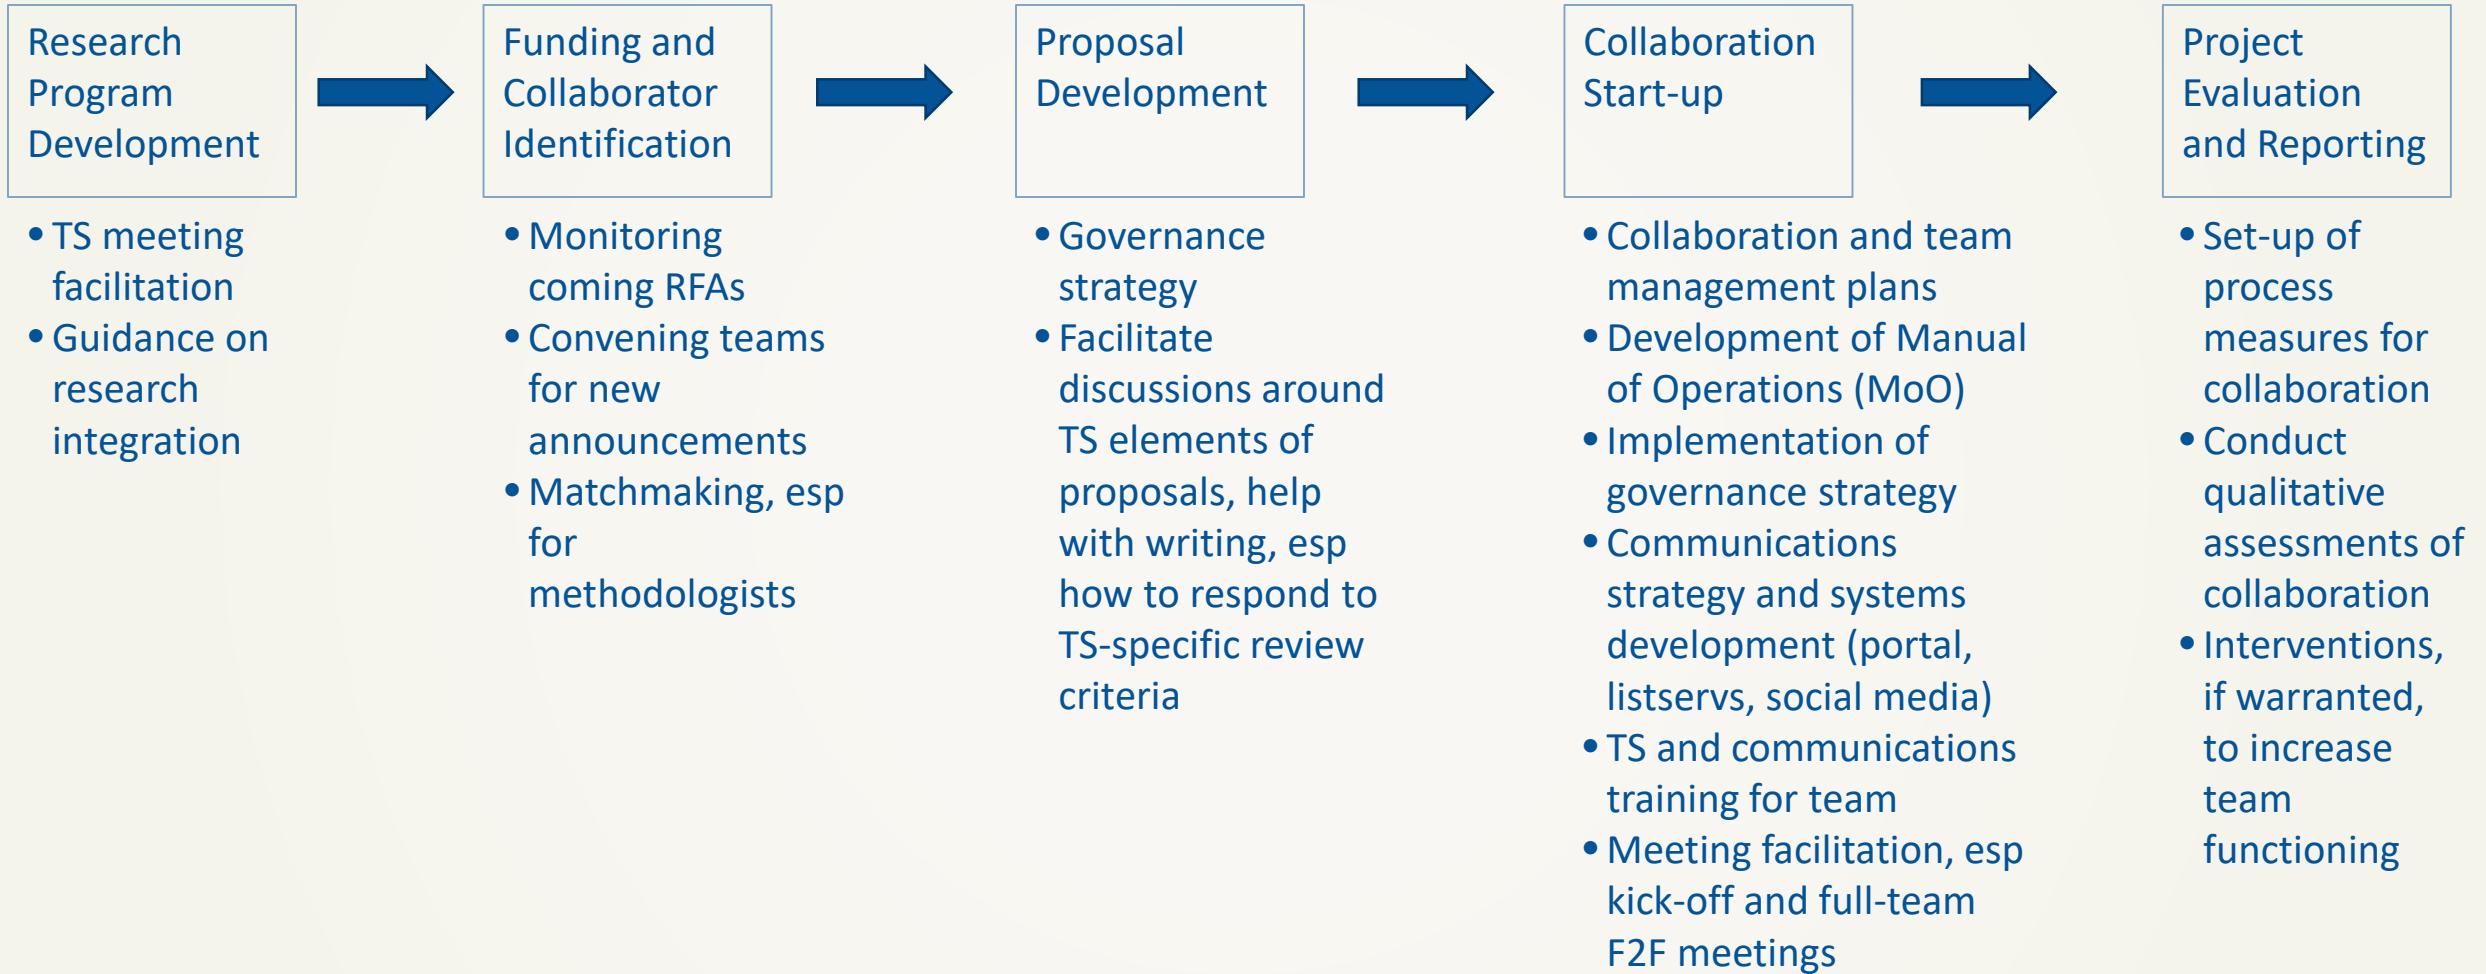 Research
Program
Development
Funding and
Collaborator
Identification
Proposal
Development
Collaboration
Start-up
Project
Evaluation
and Reporting
• TS meeting
facilitation
• Guidance on
research
integration
• Monitoring
coming RFAs
• Convening teams
for new
announcements
• Matchmaking, esp
for
methodologists
• Governance
strategy
• Facilitate
discussions around
TS elements of
proposals, help
with writing, esp
how to respond to
TS-specific review
criteria
• Collaboration and team
management plans
• Development of Manual
of Operations (MoO)
• Implementation of
governance strategy
• Communications
strategy and systems
development (portal,
listservs, social media)
• TS and communications
training for team
• Meeting facilitation, esp
kick-off and full-team
F2F meetings
• Set-up of
process
measures for
collaboration
• Conduct
qualitative
assessments of
collaboration
• Interventions,
if warranted,
to increase
team
functioning